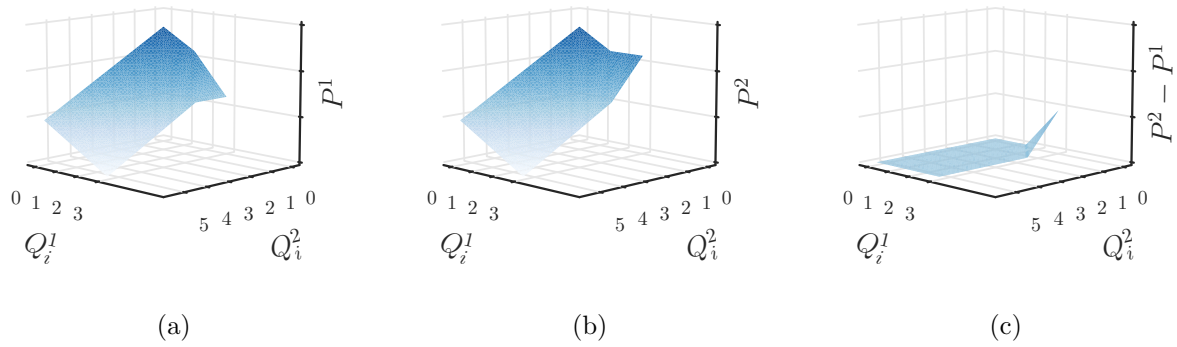 P^1
0 1 2 3
5 4 3 2 1 0
Q_i^1
Q_i^2
(a)
P^2
0 1 2 3
5 4 3 2 1 0
Q_i^1
Q_i^2
(b)
P^2 − P^1
0 1 2 3
5 4 3 2 1 0
Q_i^1
Q_i^2
(c)